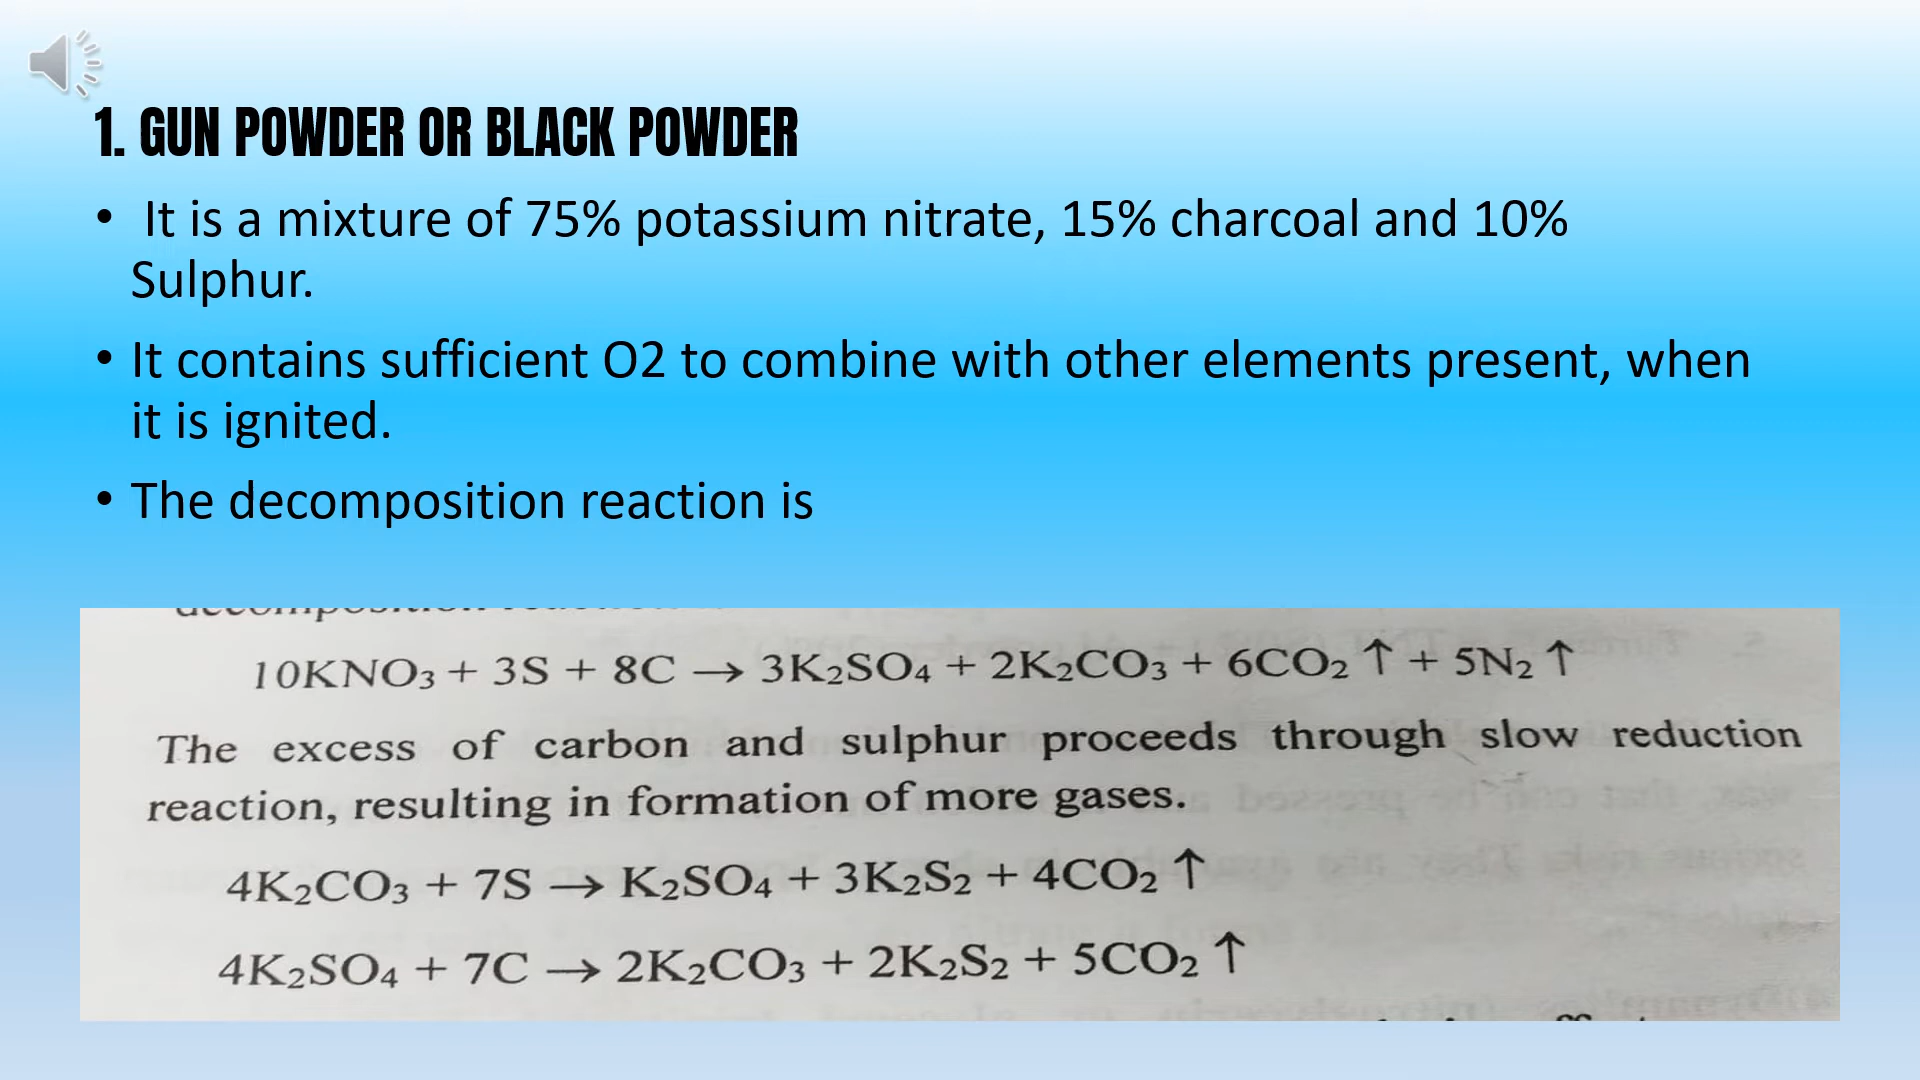 1. GUN POWDER OR BLACK POWDER
• It is a mixture of 75% potassium nitrate, 15% charcoal and 10%
Sulphur.
• It contains sufficient O2 to combine with other elements present, when
it is ignited.
• The decomposition reaction is
10KNO₃ + 3S + 8C → 3K₂SO₄ + 2K₂CO₃ + 6CO₂ ↑ + 5N₂ ↑
The excess of carbon and sulphur proceeds through slow reduction
reaction, resulting in formation of more gases.
4K₂CO₃ + 7S → K₂SO₄ + 3K₂S₂ + 4CO₂ ↑
4K₂SO₄ + 7C → 2K₂CO₃ + 2K₂S₂ + 5CO₂ ↑